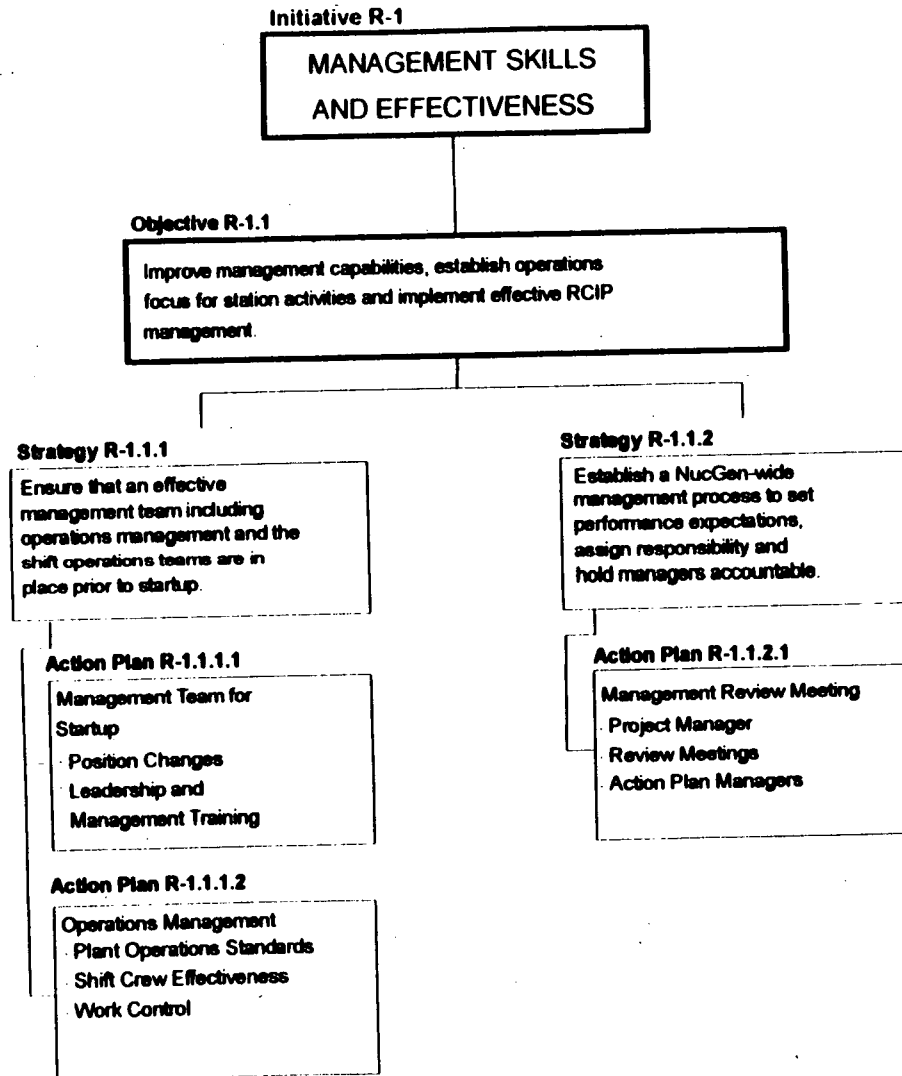 Initiative R-1
MANAGEMENT SKILLS
AND EFFECTIVENESS
Objective R-1.1
Improve management capabilities, establish operations
focus for station activities and implement effective RCIP
management.
Strategy R-1.1.1
Ensure that an effective
management team including
operations management and the
shift operations teams are in
place prior to startup.
Action Plan R-1.1.1.1
Management Team for
Startup
· Position Changes
· Leadership and
Management Training
Action Plan R-1.1.1.2
Operations Management
· Plant Operations Standards
· Shift Crew Effectiveness
· Work Control
Strategy R-1.1.2
Establish a NucGen-wide
management process to set
performance expectations,
assign responsibility and
hold managers accountable.
Action Plan R-1.1.2.1
Management Review Meeting
· Project Manager
· Review Meetings
· Action Plan Managers